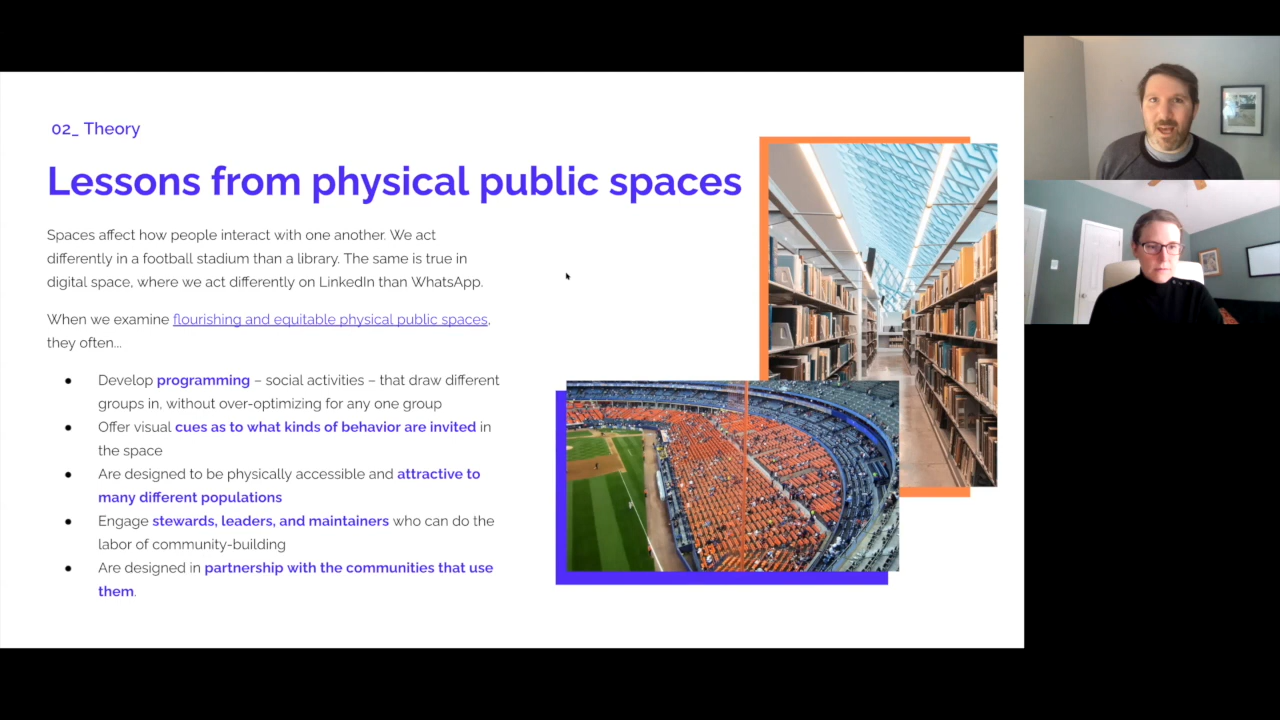 02_ Theory
Lessons from physical public spaces
Spaces affect how people interact with one another. We act
differently in a football stadium than a library. The same is true in
digital space, where we act differently on LinkedIn than WhatsApp.
When we examine flourishing and equitable physical public spaces,
they often...
● Develop programming – social activities – that draw different
groups in, without over-optimizing for any one group
● Offer visual cues as to what kinds of behavior are invited in
the space
● Are designed to be physically accessible and attractive to
many different populations
● Engage stewards, leaders, and maintainers who can do the
labor of community-building
● Are designed in partnership with the communities that use
them.